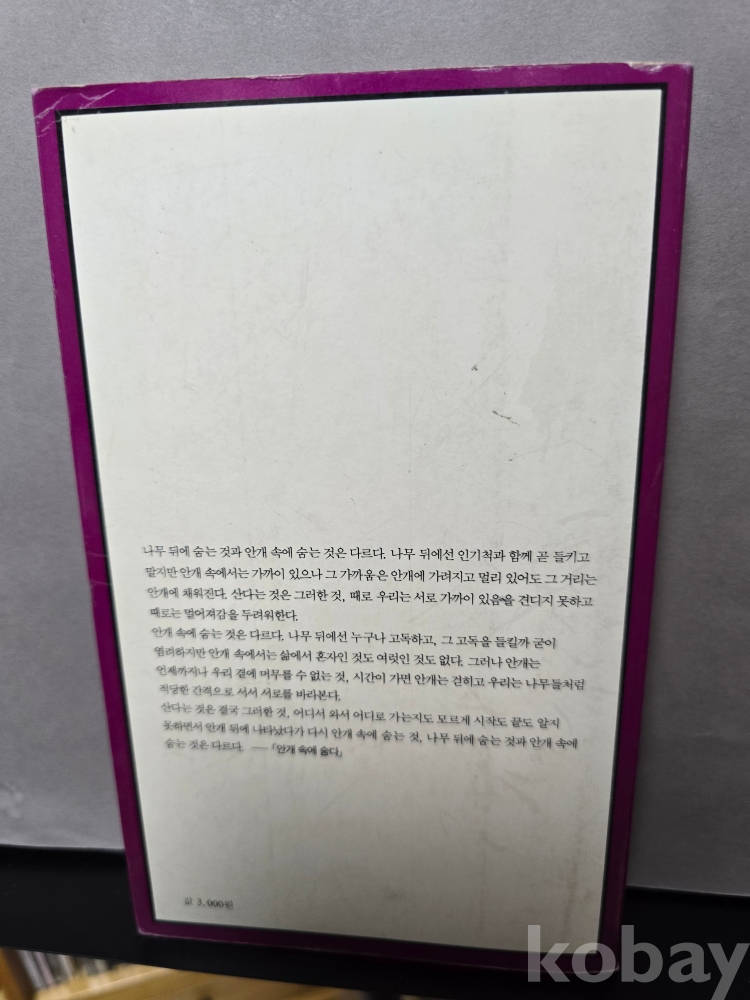 나무 뒤에 숨는 것과 안개 속에 숨는 것은 다르다. 나무 뒤에선 인기척과 함께 곧 들키고
말지만 안개 속에서는 가까이 있으나 그 가까움은 안개에 가려지고 멀리 있어도 그 거리는
안개에 채워진다. 산다는 것은 그러한 것, 때로 우리는 서로 가까이 있음을 견디지 못하고
때로는 멀어져감을 두려워한다.
안개 속에 숨는 것은 다르다. 나무 뒤에선 누구나 고독하고, 그 고독을 들킬까 굳이
염려하지만 안개 속에서는 삶에서 혼자인 것도 여럿인 것도 없다. 그러나 안개는
언제까지나 우리 곁에 머무를 수 없는 것, 시간이 가면 안개는 걷히고 우리는 나무들처럼
적당한 간격으로 서서 서로를 바라본다.
산다는 것은 결국 그러한 것, 어디서 와서 어디로 가는지도 모르게 시작도 끝도 알지
못하면서 안개 뒤에 나타났다가 다시 안개 속에 숨는 것, 나무 뒤에 숨는 것과 안개 속에
숨는 것은 다르다. ──「안개 속에 숨다」
값 3,000원
kobay